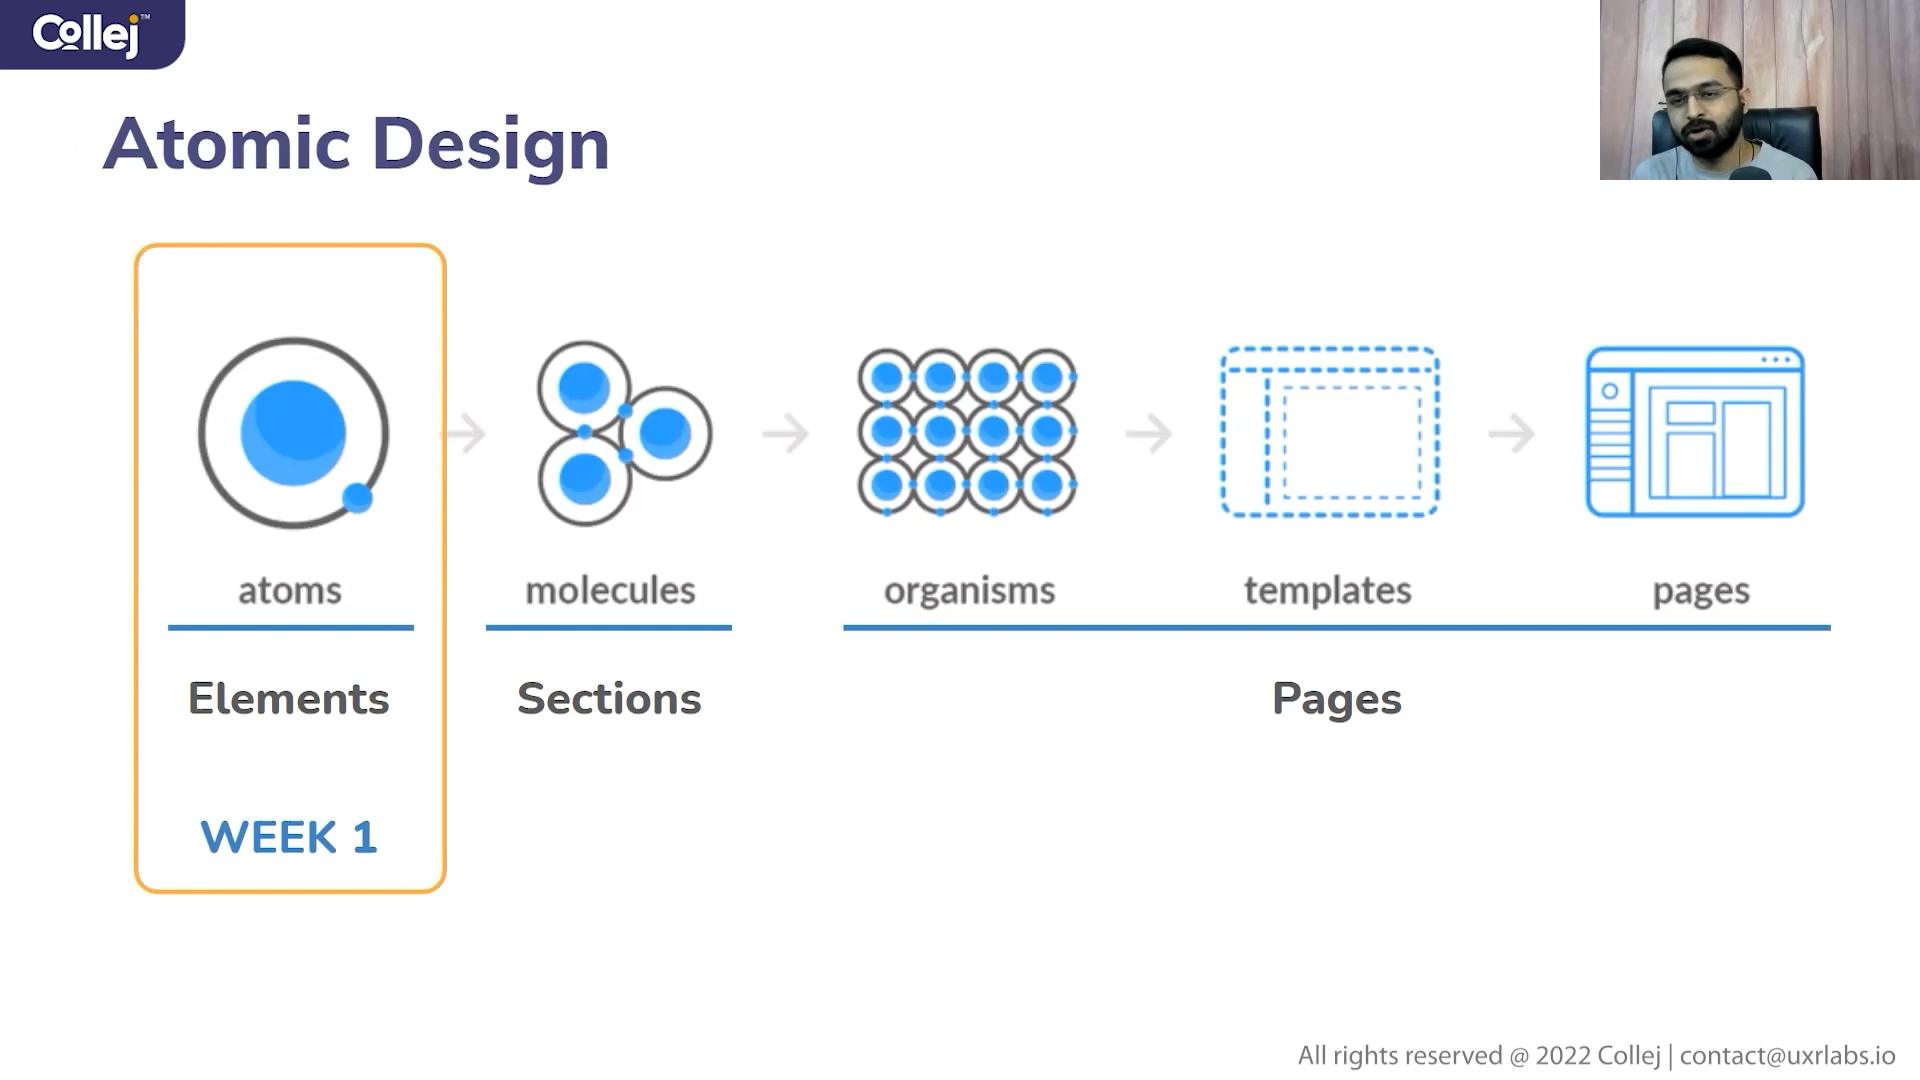 Collej™
Atomic Design
atoms
molecules
organisms
templates
pages
Elements
Sections
Pages
WEEK 1
All rights reserved @ 2022 Collej | contact@uxrlabs.io